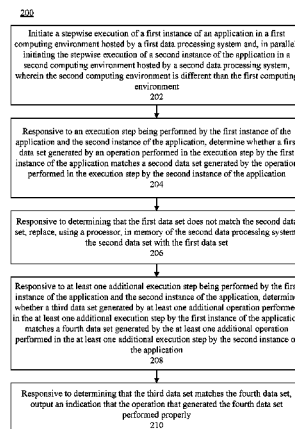 200
Initiate a stepwise execution of a first instance of an application in a first
computing environment hosted by a first data processing system and, in parallel
initiating the stepwise execution of a second instance of the application in a
second computing environment hosted by a second data processing system,
wherein the second computing environment is different than the first computing
environment
202
Responsive to an execution step being performed by the first instance of the
application and the second instance of the application, determine whether a first
data set generated by an operation performed in the execution step by the first
instance of the application matches a second data set generated by the operation
performed in the execution step by the second instance of the application
204
Responsive to determining that the first data set does not match the second data
set, replace, using a processor, in memory of the second data processing system
the second data set with the first data set
206
Responsive to at least one additional execution step being performed by the first
instance of the application and the second instance of the application, determine
whether a third data set generated by at least one additional operation performed
in the at least one additional execution step by the first instance of the application
matches a fourth data set generated by the at least one additional operation
performed in the at least one additional execution step by the second instance of
the application
208
Responsive to determining that the third data set matches the fourth data set,
output an indication that the operation that generated the fourth data set
performed properly
210